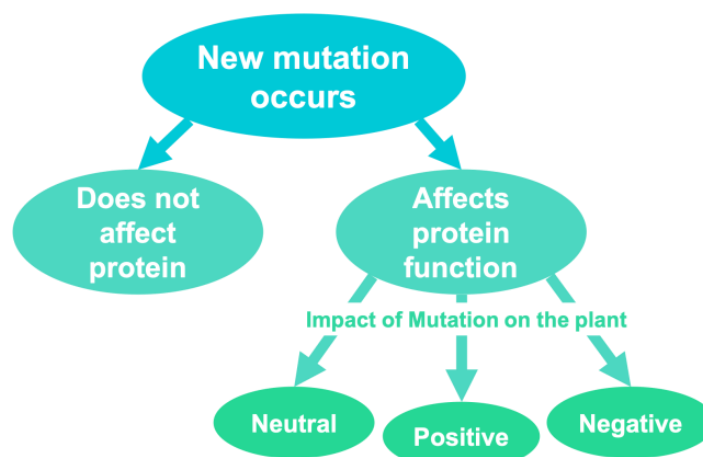 New mutation
occurs
Does not
affect
protein
Affects
protein
function
Impact of Mutation on the plant
Neutral
Positive
Negative